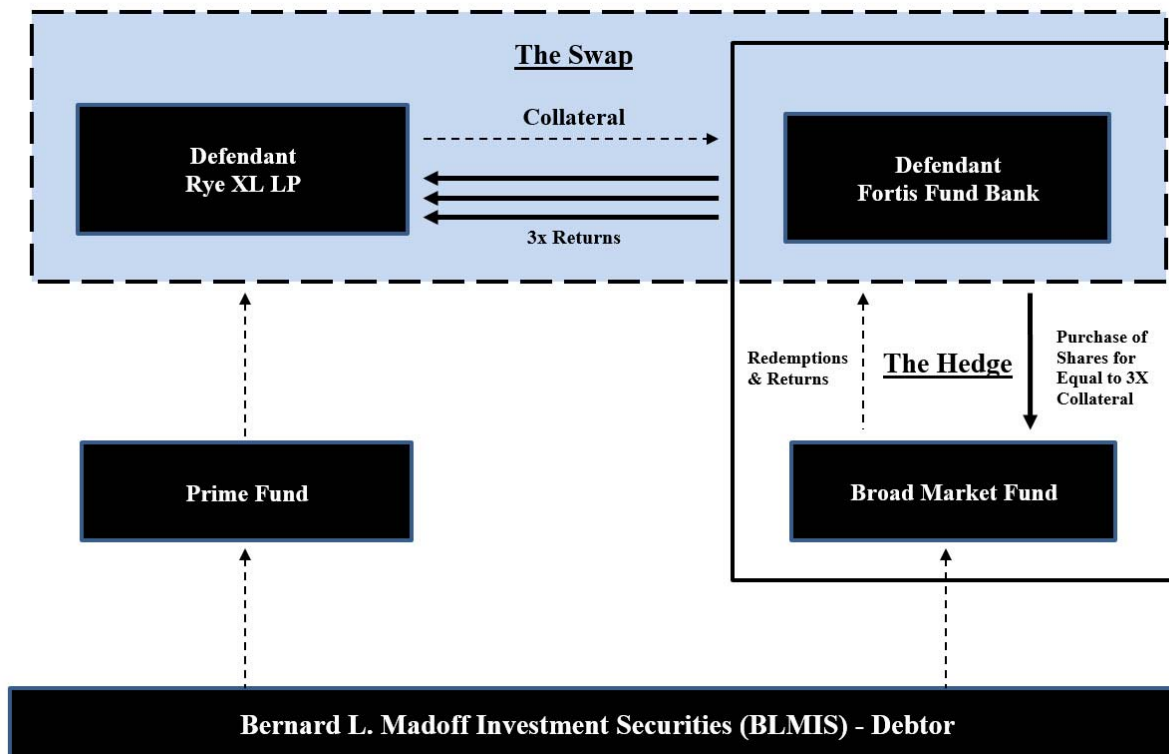 The Swap
Collateral
Defendant
Rye XL LP
Defendant
Fortis Fund Bank
3x Returns
Redemptions
& Returns
The Hedge
Purchase of
Shares for
Equal to 3X
Collateral
Prime Fund
Broad Market Fund
Bernard L. Madoff Investment Securities (BLMIS) - Debtor